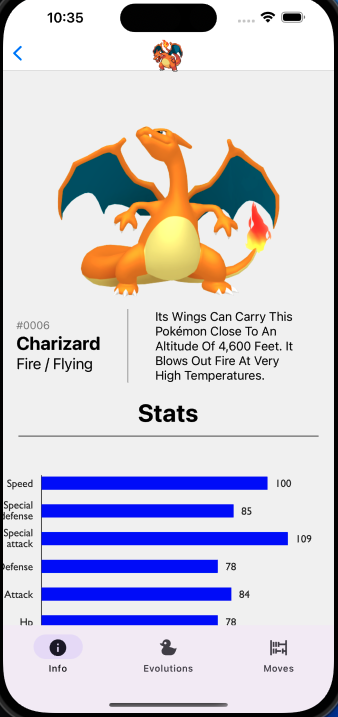 10:35
#0006
Charizard
Fire / Flying
Its Wings Can Carry This
Pokémon Close To An
Altitude Of 4,600 Feet. It
Blows Out Fire At Very
High Temperatures.
Stats
Speed 100
Special
defense 85
Special
attack 109
Defense 78
Attack 84
Hp 78
Info Evolutions Moves